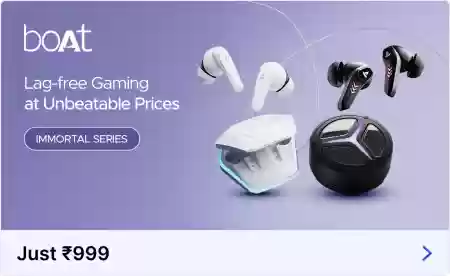 boAt
Lag-free Gaming
at Unbeatable Prices
IMMORTAL SERIES
Just ₹999